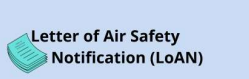 Letter of Air Safety
Notification (LoAN)